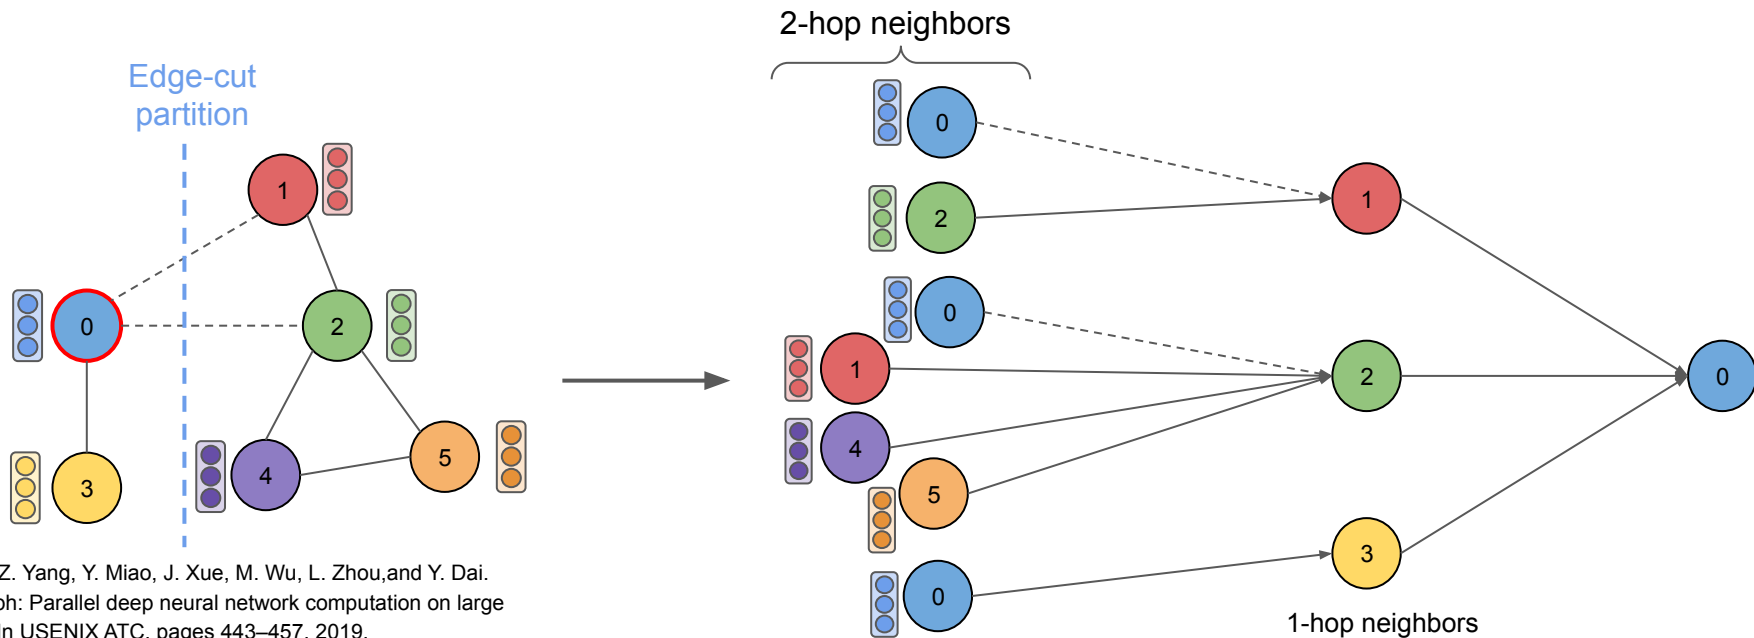 2-hop neighbors
Edge-cut
partition
1
0
2
3
4
5
0
2
0
1
4
5
0
1
2
3
0
Z. Yang, Y. Miao, J. Xue, M. Wu, L. Zhou,and Y. Dai.
Parallel deep neural network computation on large
USENIX ATC, pages 443–457, 2019.
1-hop neighbors